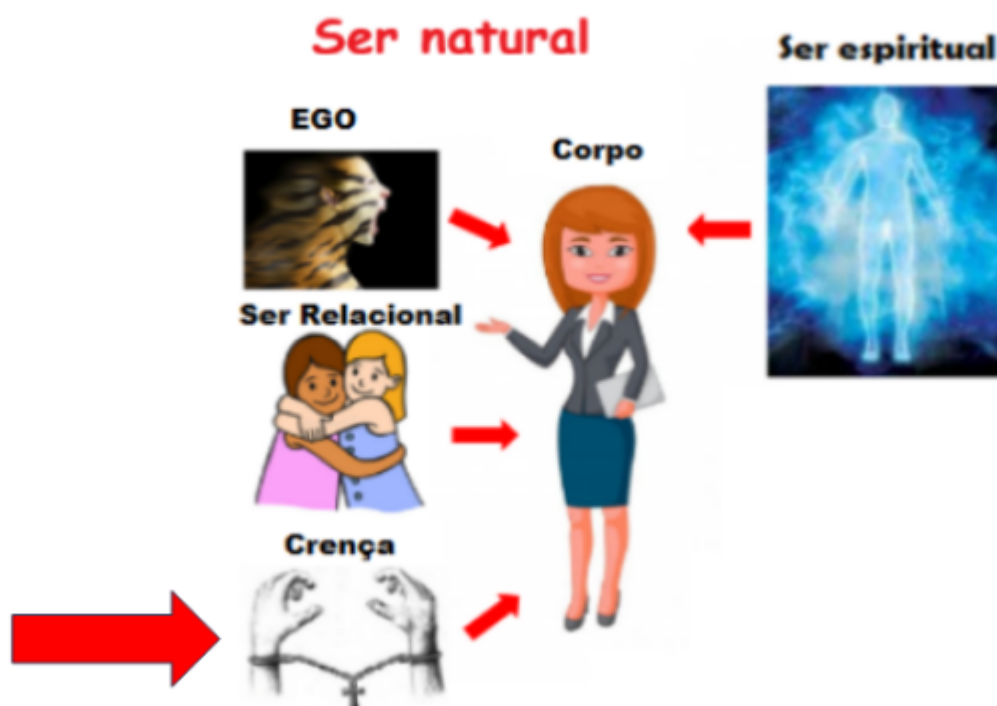 Ser natural
Ser espiritual
EGO
Corpo
Ser Relacional
Crença